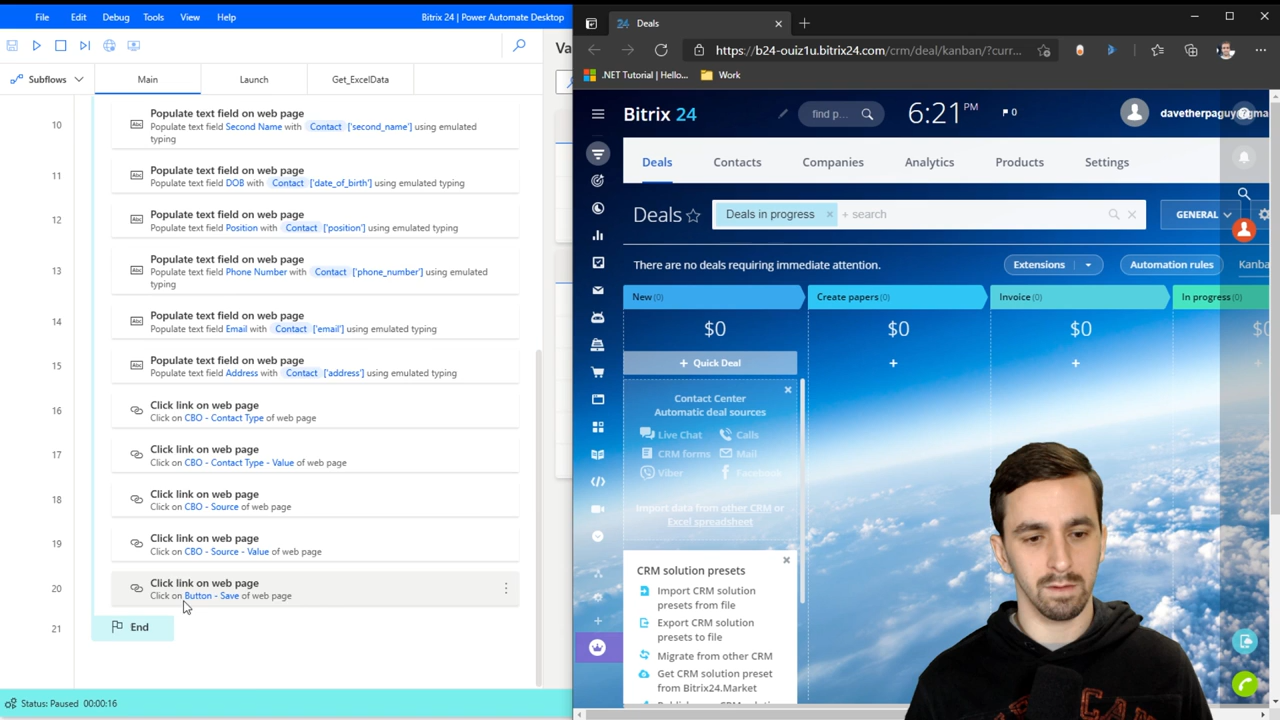 File Edit Debug Tools View Help
Bitrix 24 | Power Automate Desktop
Subflows
Main
Launch
Get_ExcelData
Va
10
Populate text field on web page
Populate text field Second Name with Contact ['second_name'] using emulated
typing
11
Populate text field on web page
Populate text field DOB with Contact ['date_of_birth'] using emulated typing
12
Populate text field on web page
Populate text field Position with Contact ['position'] using emulated typing
13
Populate text field on web page
Populate text field Phone Number with Contact ['phone_number'] using emulated
typing
14
Populate text field on web page
Populate text field Email with Contact ['email'] using emulated typing
15
Populate text field on web page
Populate text field Address with Contact ['address'] using emulated typing
16
Click link on web page
Click on CBO - Contact Type of web page
17
Click link on web page
Click on CBO - Contact Type - Value of web page
18
Click link on web page
Click on CBO - Source of web page
19
Click link on web page
Click on CBO - Source - Value of web page
20
Click link on web page
Click on Button - Save of web page
21
End
Status: Paused 00:00:16
24 Deals
https://b24-ouiz1u.bitrix24.com/crm/deal/kanban/?curr...
.NET Tutorial | Hello...
Work
Bitrix 24
find p...
6:21 PM
0
davetherpaguy@gma
Deals
Contacts
Companies
Analytics
Products
Settings
Deals
Deals in progress
+ search
GENERAL
There are no deals requiring immediate attention.
Extensions
Automation rules
Kanba
New (0)
Create papers (0)
Invoice (0)
In progress (0)
$0
$0
$0
$0
+ Quick Deal
+
+
+
Contact Center
Automatic deal sources
Live Chat
Calls
CRM forms
Mail
Viber
Facebook
Import data from other CRM or
Excel spreadsheet
CRM solution presets
Import CRM solution
presets from file
Export CRM solution
presets to file
Migrate from other CRM
Get CRM solution preset
from Bitrix24.Market